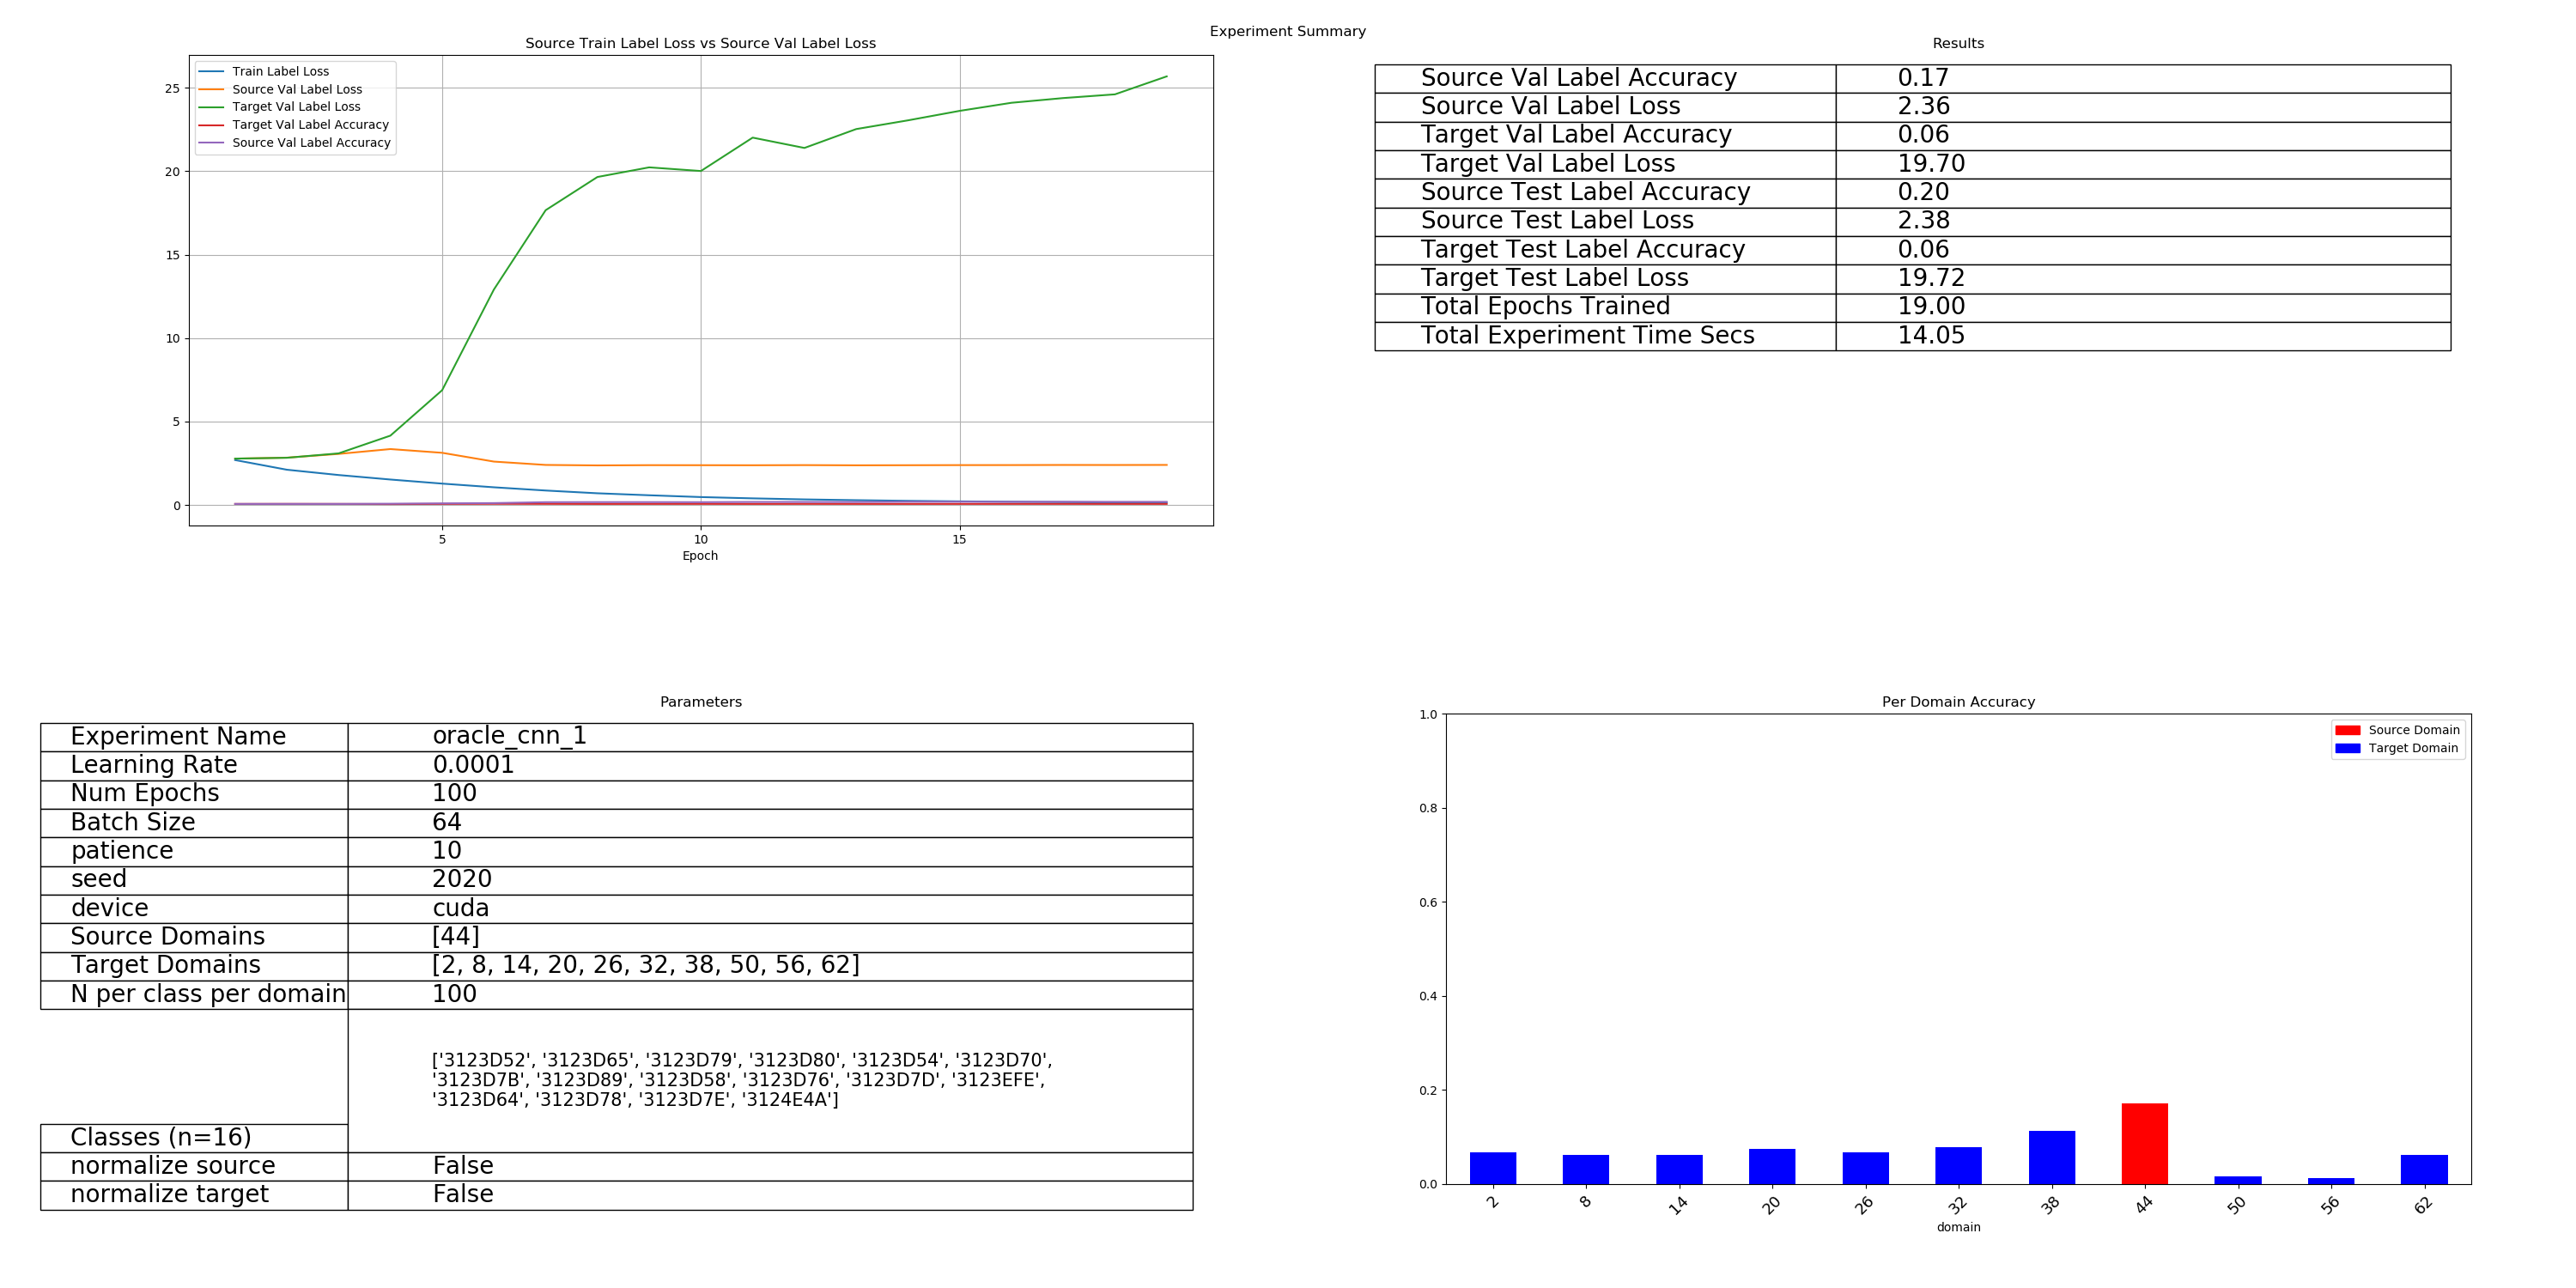 Experiment Summary
Source Train Label Loss vs Source Val Label Loss
Train Label Loss
Source Val Label Loss
Target Val Label Loss
Target Val Label Accuracy
Source Val Label Accuracy
25
20
15
10
5
0
5 10 15
Epoch
Results
Source Val Label Accuracy 0.17
Source Val Label Loss 2.36
Target Val Label Accuracy 0.06
Target Val Label Loss 19.70
Source Test Label Accuracy 0.20
Source Test Label Loss 2.38
Target Test Label Accuracy 0.06
Target Test Label Loss 19.72
Total Epochs Trained 19.00
Total Experiment Time Secs 14.05
Parameters
Experiment Name oracle_cnn_1
Learning Rate 0.0001
Num Epochs 100
Batch Size 64
patience 10
seed 2020
device cuda
Source Domains [44]
Target Domains [2, 8, 14, 20, 26, 32, 38, 50, 56, 62]
N per class per domain 100
['3123D52', '3123D65', '3123D79', '3123D80', '3123D54', '3123D70',
'3123D7B', '3123D89', '3123D58', '3123D76', '3123D7D', '3123EFE',
'3123D64', '3123D78', '3123D7E', '3124E4A']
Classes (n=16)
normalize source False
normalize target False
Per Domain Accuracy
Source Domain
Target Domain
1.0
0.8
0.6
0.4
0.2
0.0
2 8 14 20 26 32 38 44 50 56 62
domain